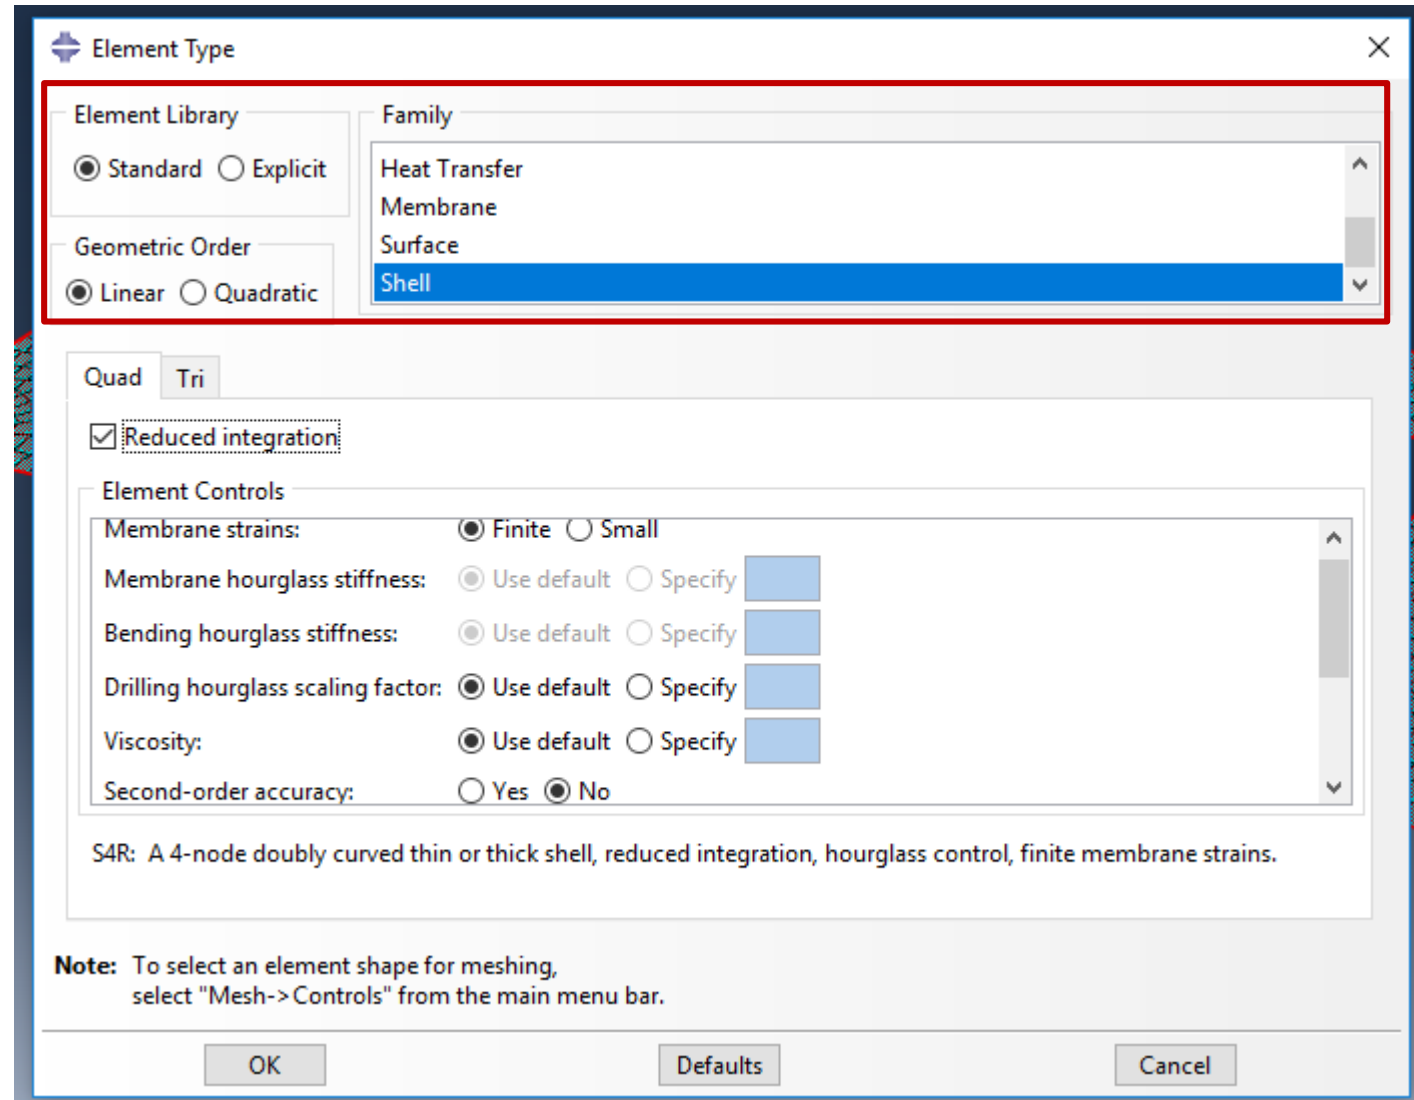 Element Type
Element Library
Family
Standard Explicit
Heat Transfer
Membrane
Surface
Shell
Geometric Order
Linear Quadratic
Quad Tri
Reduced integration
Element Controls
Membrane strains: Finite Small
Membrane hourglass stiffness: Use default Specify
Bending hourglass stiffness: Use default Specify
Drilling hourglass scaling factor: Use default Specify
Viscosity: Use default Specify
Second-order accuracy: Yes No
S4R: A 4-node doubly curved thin or thick shell, reduced integration, hourglass control, finite membrane strains.
Note: To select an element shape for meshing,
select "Mesh->Controls" from the main menu bar.
OK Defaults Cancel